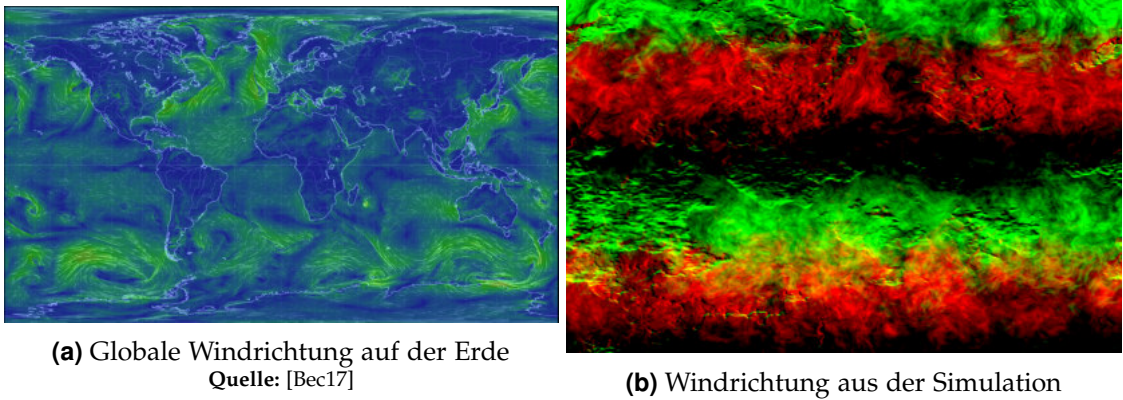 (a) Globale Windrichtung auf der Erde
Quelle: [Bec17]
(b) Windrichtung aus der Simulation